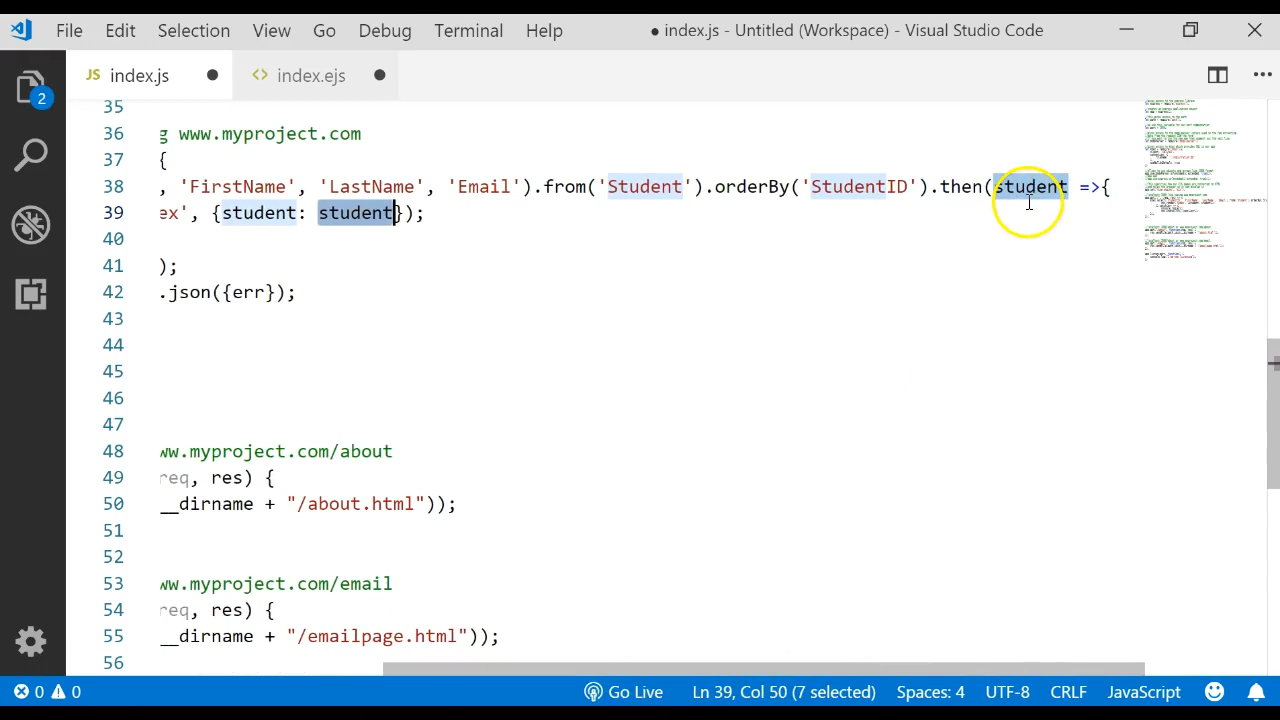 File Edit Selection View Go Debug Terminal Help ● index.js - Untitled (Workspace) - Visual Studio Code
JS index.js ● <> index.ejs ●
2
35
36 g www.myproject.com
37 {
38 , 'FirstName', 'LastName', 'Email').from('Student').orderBy('StudentID').then(student =>{
39 ex', {student: student});
40
41 );
42 .json({err});
43
44
45
46
47
48 ww.myproject.com/about
49 req, res) {
50 __dirname + "/about.html"));
51
52
53 ww.myproject.com/email
54 req, res) {
55 __dirname + "/emailpage.html"));
56
0 0 Go Live Ln 39, Col 50 (7 selected) Spaces: 4 UTF-8 CRLF JavaScript